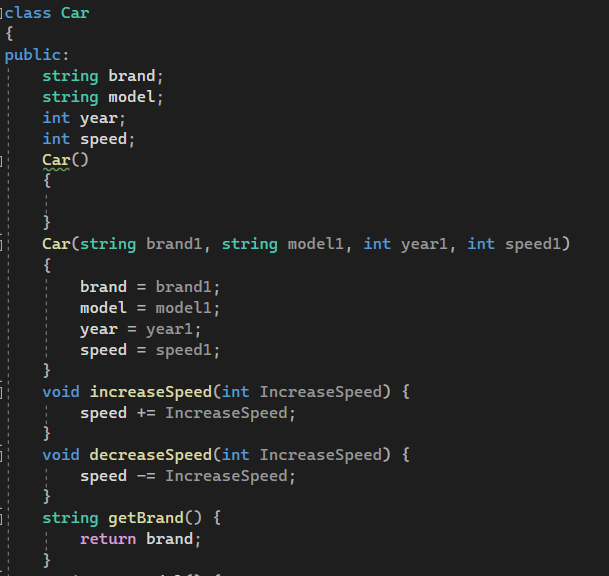 class Car
{
public:
string brand;
string model;
int year;
int speed;
Car()
{
}
Car(string brand1, string model1, int year1, int speed1)
{
brand = brand1;
model = model1;
year = year1;
speed = speed1;
}
void increaseSpeed(int IncreaseSpeed) {
speed += IncreaseSpeed;
}
void decreaseSpeed(int IncreaseSpeed) {
speed -= IncreaseSpeed;
}
string getBrand() {
return brand;
}